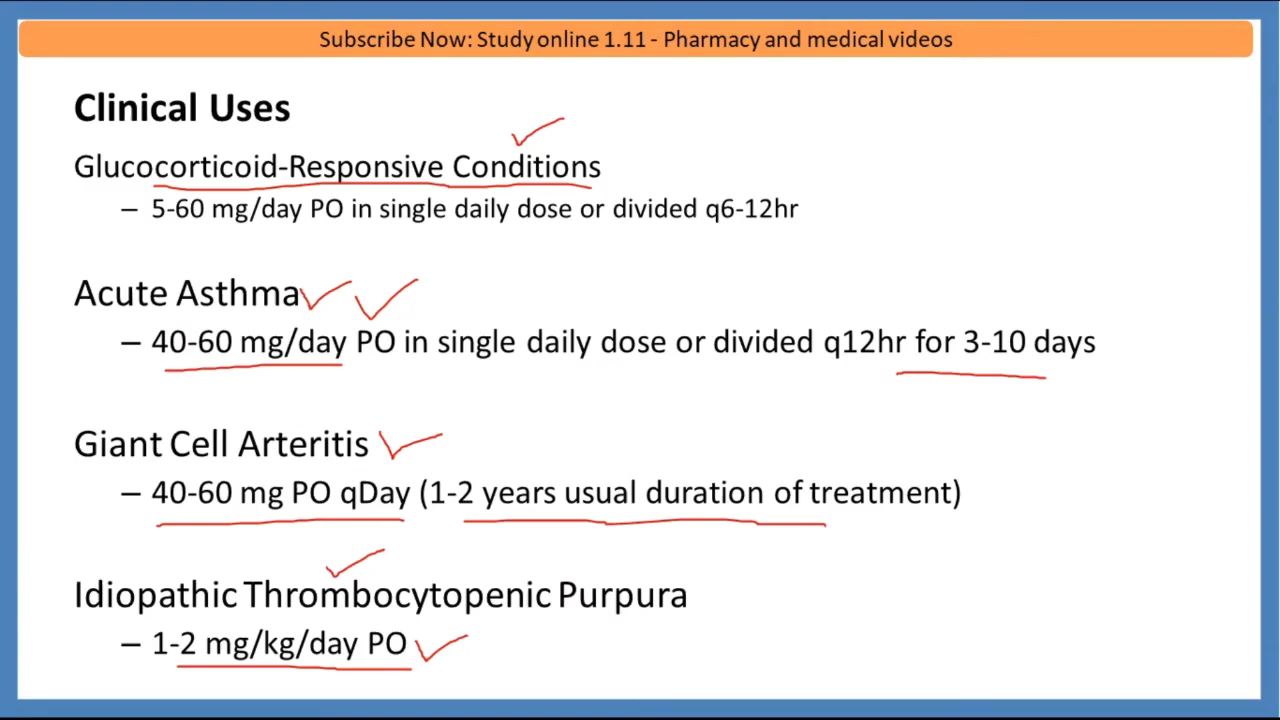 Subscribe Now: Study online 1.11 - Pharmacy and medical videos
Clinical Uses
Glucocorticoid-Responsive Conditions
– 5-60 mg/day PO in single daily dose or divided q6-12hr
Acute Asthma
– 40-60 mg/day PO in single daily dose or divided q12hr for 3-10 days
Giant Cell Arteritis
– 40-60 mg PO qDay (1-2 years usual duration of treatment)
Idiopathic Thrombocytopenic Purpura
– 1-2 mg/kg/day PO